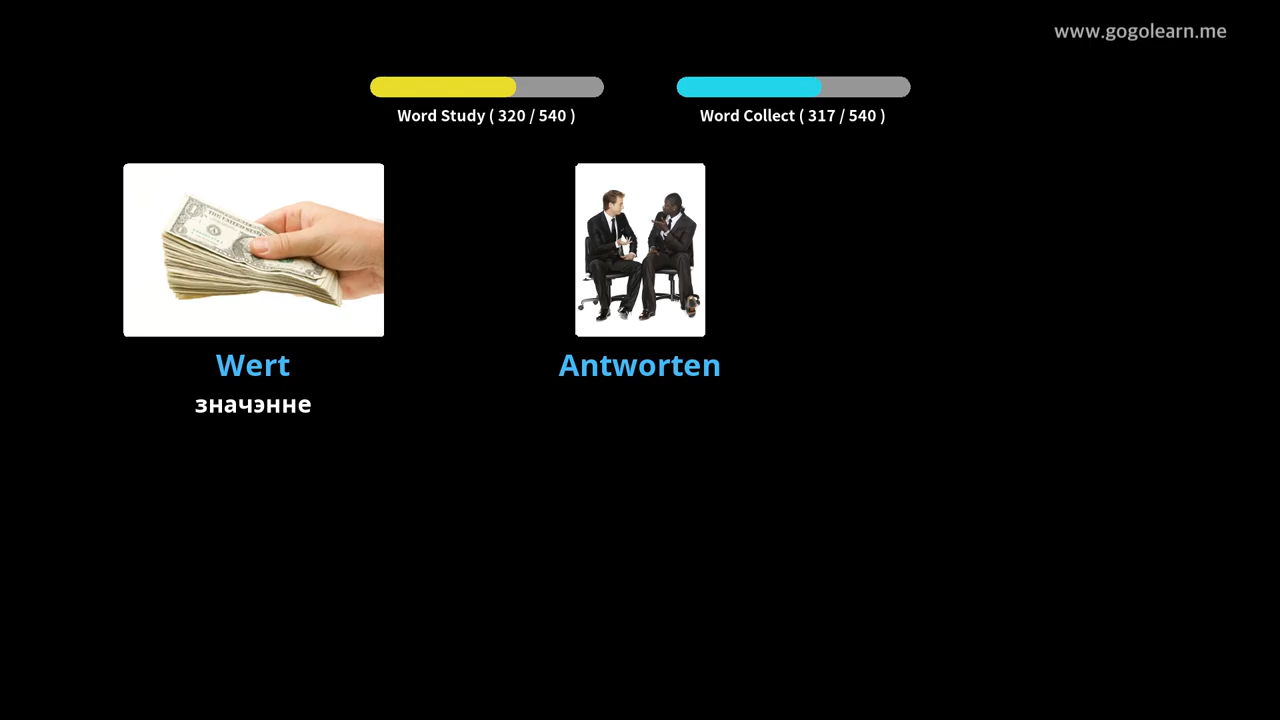 www.gogolearn.me
Word Study ( 320 / 540 )
Word Collect ( 317 / 540 )
Wert
значэнне
Antworten